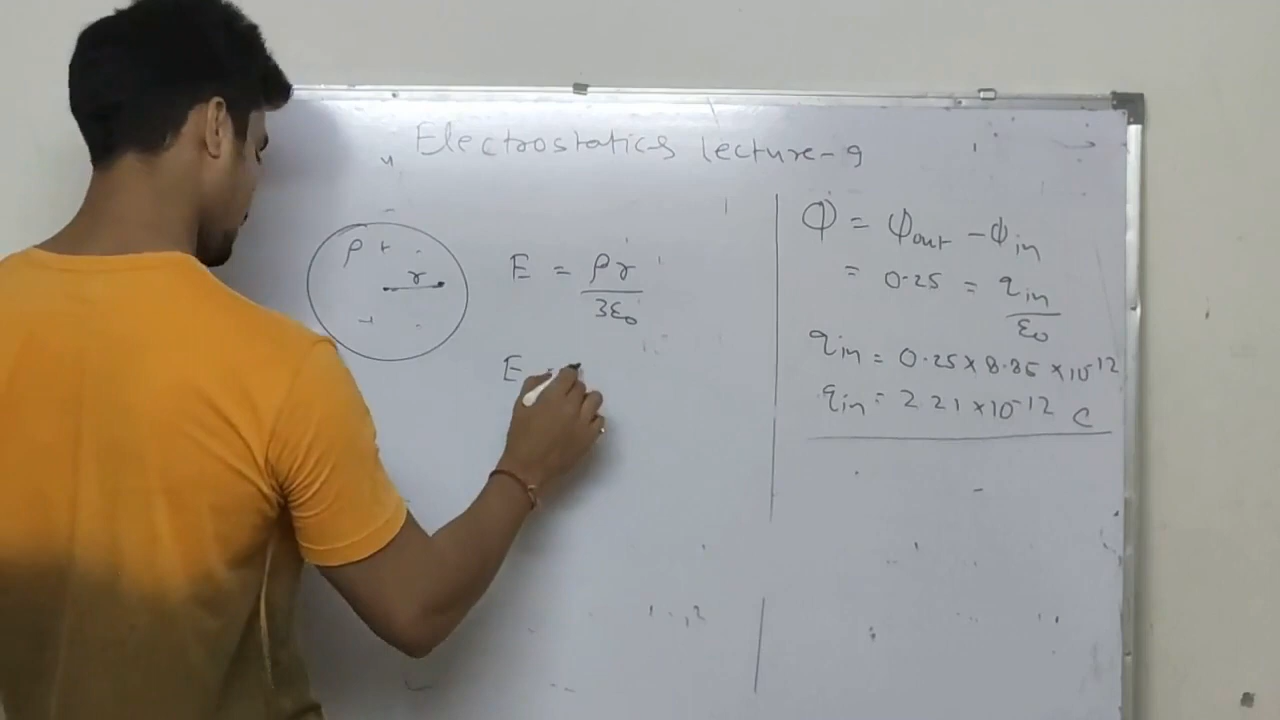 Electrostatics lecture-9
ρ +
r
E = ρr / 3ε₀
E =
Φ = φout - φin
= 0.25 = qin / ε₀
qin = 0.25 × 8.85 × 10⁻¹²
qin = 2.21 × 10⁻¹² C